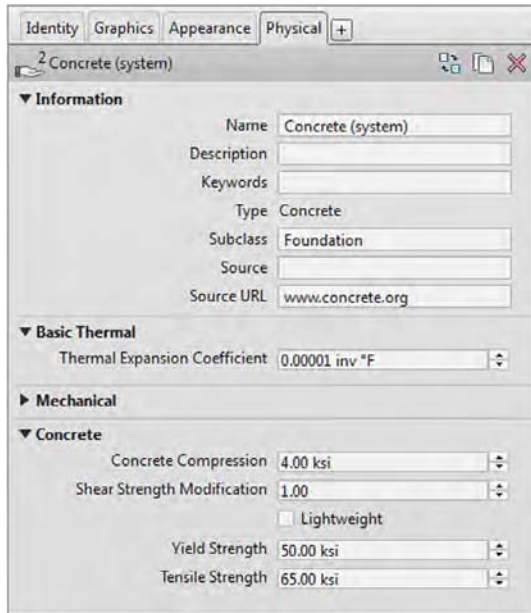 Identity Graphics Appearance Physical +
2 Concrete (system)
▼ Information
Name Concrete (system)
Description
Keywords
Type Concrete
Subclass Foundation
Source
Source URL www.concrete.org
▼ Basic Thermal
Thermal Expansion Coefficient 0.00001 inv °F
▶ Mechanical
▼ Concrete
Concrete Compression 4.00 ksi
Shear Strength Modification 1.00
Lightweight
Yield Strength 50.00 ksi
Tensile Strength 65.00 ksi